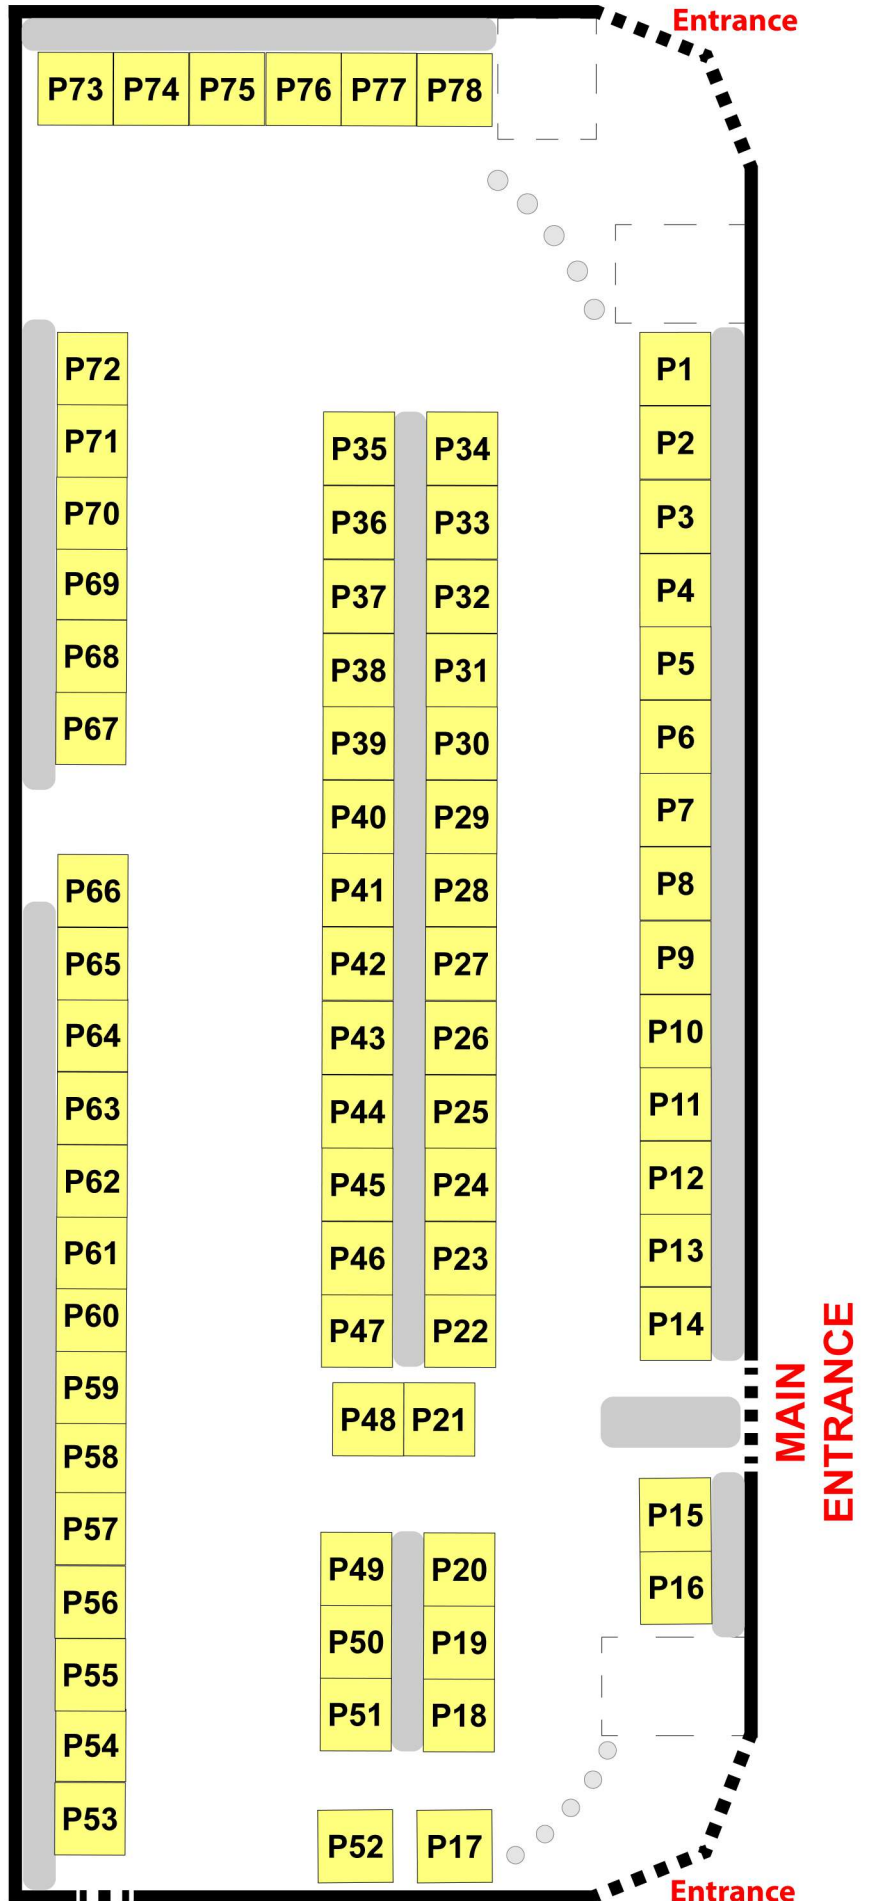 Entrance
P73 P74 P75 P76 P77 P78
P72 P1
P71 P35 P34 P2
P70 P36 P33 P3
P69 P37 P32 P4
P68 P38 P31 P5
P67 P39 P30 P6
P40 P29 P7
P66 P41 P28 P8
P65 P42 P27 P9
P64 P43 P26 P10
P63 P44 P25 P11
P62 P45 P24 P12
P61 P46 P23 P13
P60 P47 P22 P14
P59 P48 P21
MAIN
ENTRANCE
P58
P57 P49 P20 P15
P56 P50 P19 P16
P55 P51 P18
P54
P53 P52 P17
Entrance